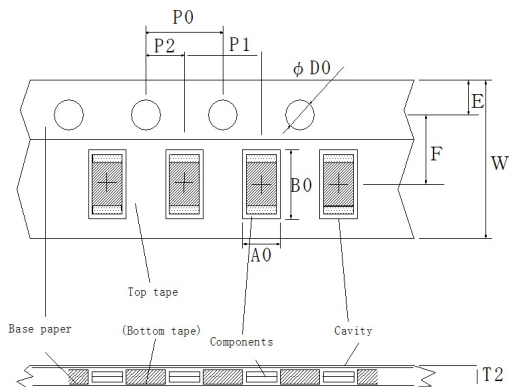 P0
P2
P1
φ D0
E
F
W
B0
A0
Top tape
Base paper
(Bottom tape)
Components
Cavity
T2